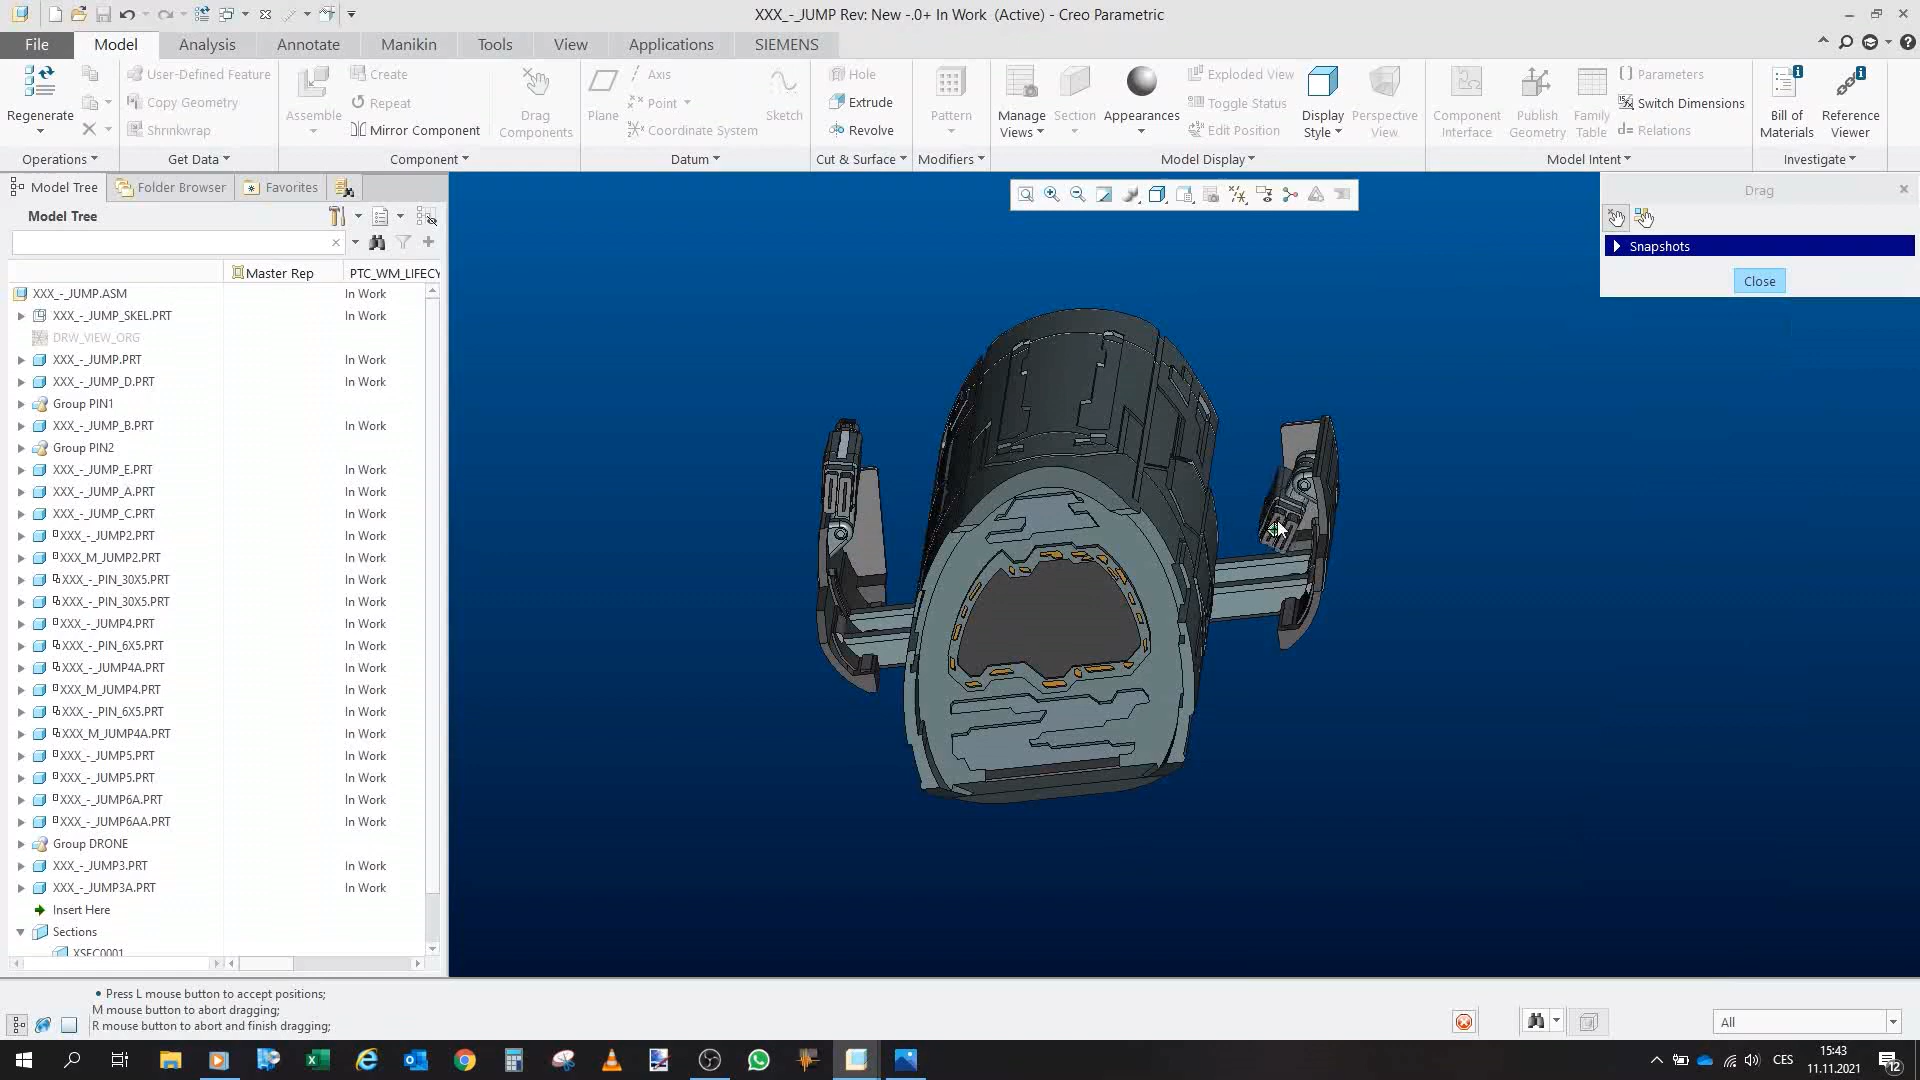 XXX_-_JUMP Rev: New -.0+ In Work  (Active) - Creo Parametric
File Model Analysis Annotate Manikin Tools View Applications SIEMENS
Regenerate
User-Defined Feature
Copy Geometry
Shrinkwrap
Assemble
Create
Repeat
Mirror Component
Drag
Components
Plane
Axis
Point
Coordinate System
Sketch
Hole
Extrude
Revolve
Pattern
Manage
Views
Section
Appearances
Exploded View
Toggle Status
Edit Position
Display
Style
Perspective
View
Component
Interface
Publish
Geometry
Family
Table
Parameters
Switch Dimensions
Relations
Bill of
Materials
Reference
Viewer
Operations Get Data Component Datum Cut & Surface Modifiers Model Display Model Intent Investigate
Model Tree Folder Browser Favorites
Model Tree
Master Rep PTC_WM_LIFECY
XXX_-_JUMP.ASM In Work
XXX_-_JUMP_SKEL.PRT In Work
DRW_VIEW_ORG
XXX_-_JUMP.PRT In Work
XXX_-_JUMP_D.PRT In Work
Group PIN1
XXX_-_JUMP_B.PRT In Work
Group PIN2
XXX_-_JUMP_E.PRT In Work
XXX_-_JUMP_A.PRT In Work
XXX_-_JUMP_C.PRT In Work
XXX_-_JUMP2.PRT In Work
XXX_M_JUMP2.PRT In Work
XXX_-_PIN_30X5.PRT In Work
XXX_-_PIN_30X5.PRT In Work
XXX_-_JUMP4.PRT In Work
XXX_-_PIN_6X5.PRT In Work
XXX_-_JUMP4A.PRT In Work
XXX_M_JUMP4.PRT In Work
XXX_-_PIN_6X5.PRT In Work
XXX_M_JUMP4A.PRT In Work
XXX_-_JUMP5.PRT In Work
XXX_-_JUMP5.PRT In Work
XXX_-_JUMP6A.PRT In Work
XXX_-_JUMP6AA.PRT In Work
Group DRONE
XXX_-_JUMP3.PRT In Work
XXX_-_JUMP3A.PRT In Work
Insert Here
Sections
XSEC0001
Drag
Snapshots
Close
• Press L mouse button to accept positions;
M mouse button to abort dragging;
R mouse button to abort and finish dragging;
All
CES
15:43
11.11.2021
12